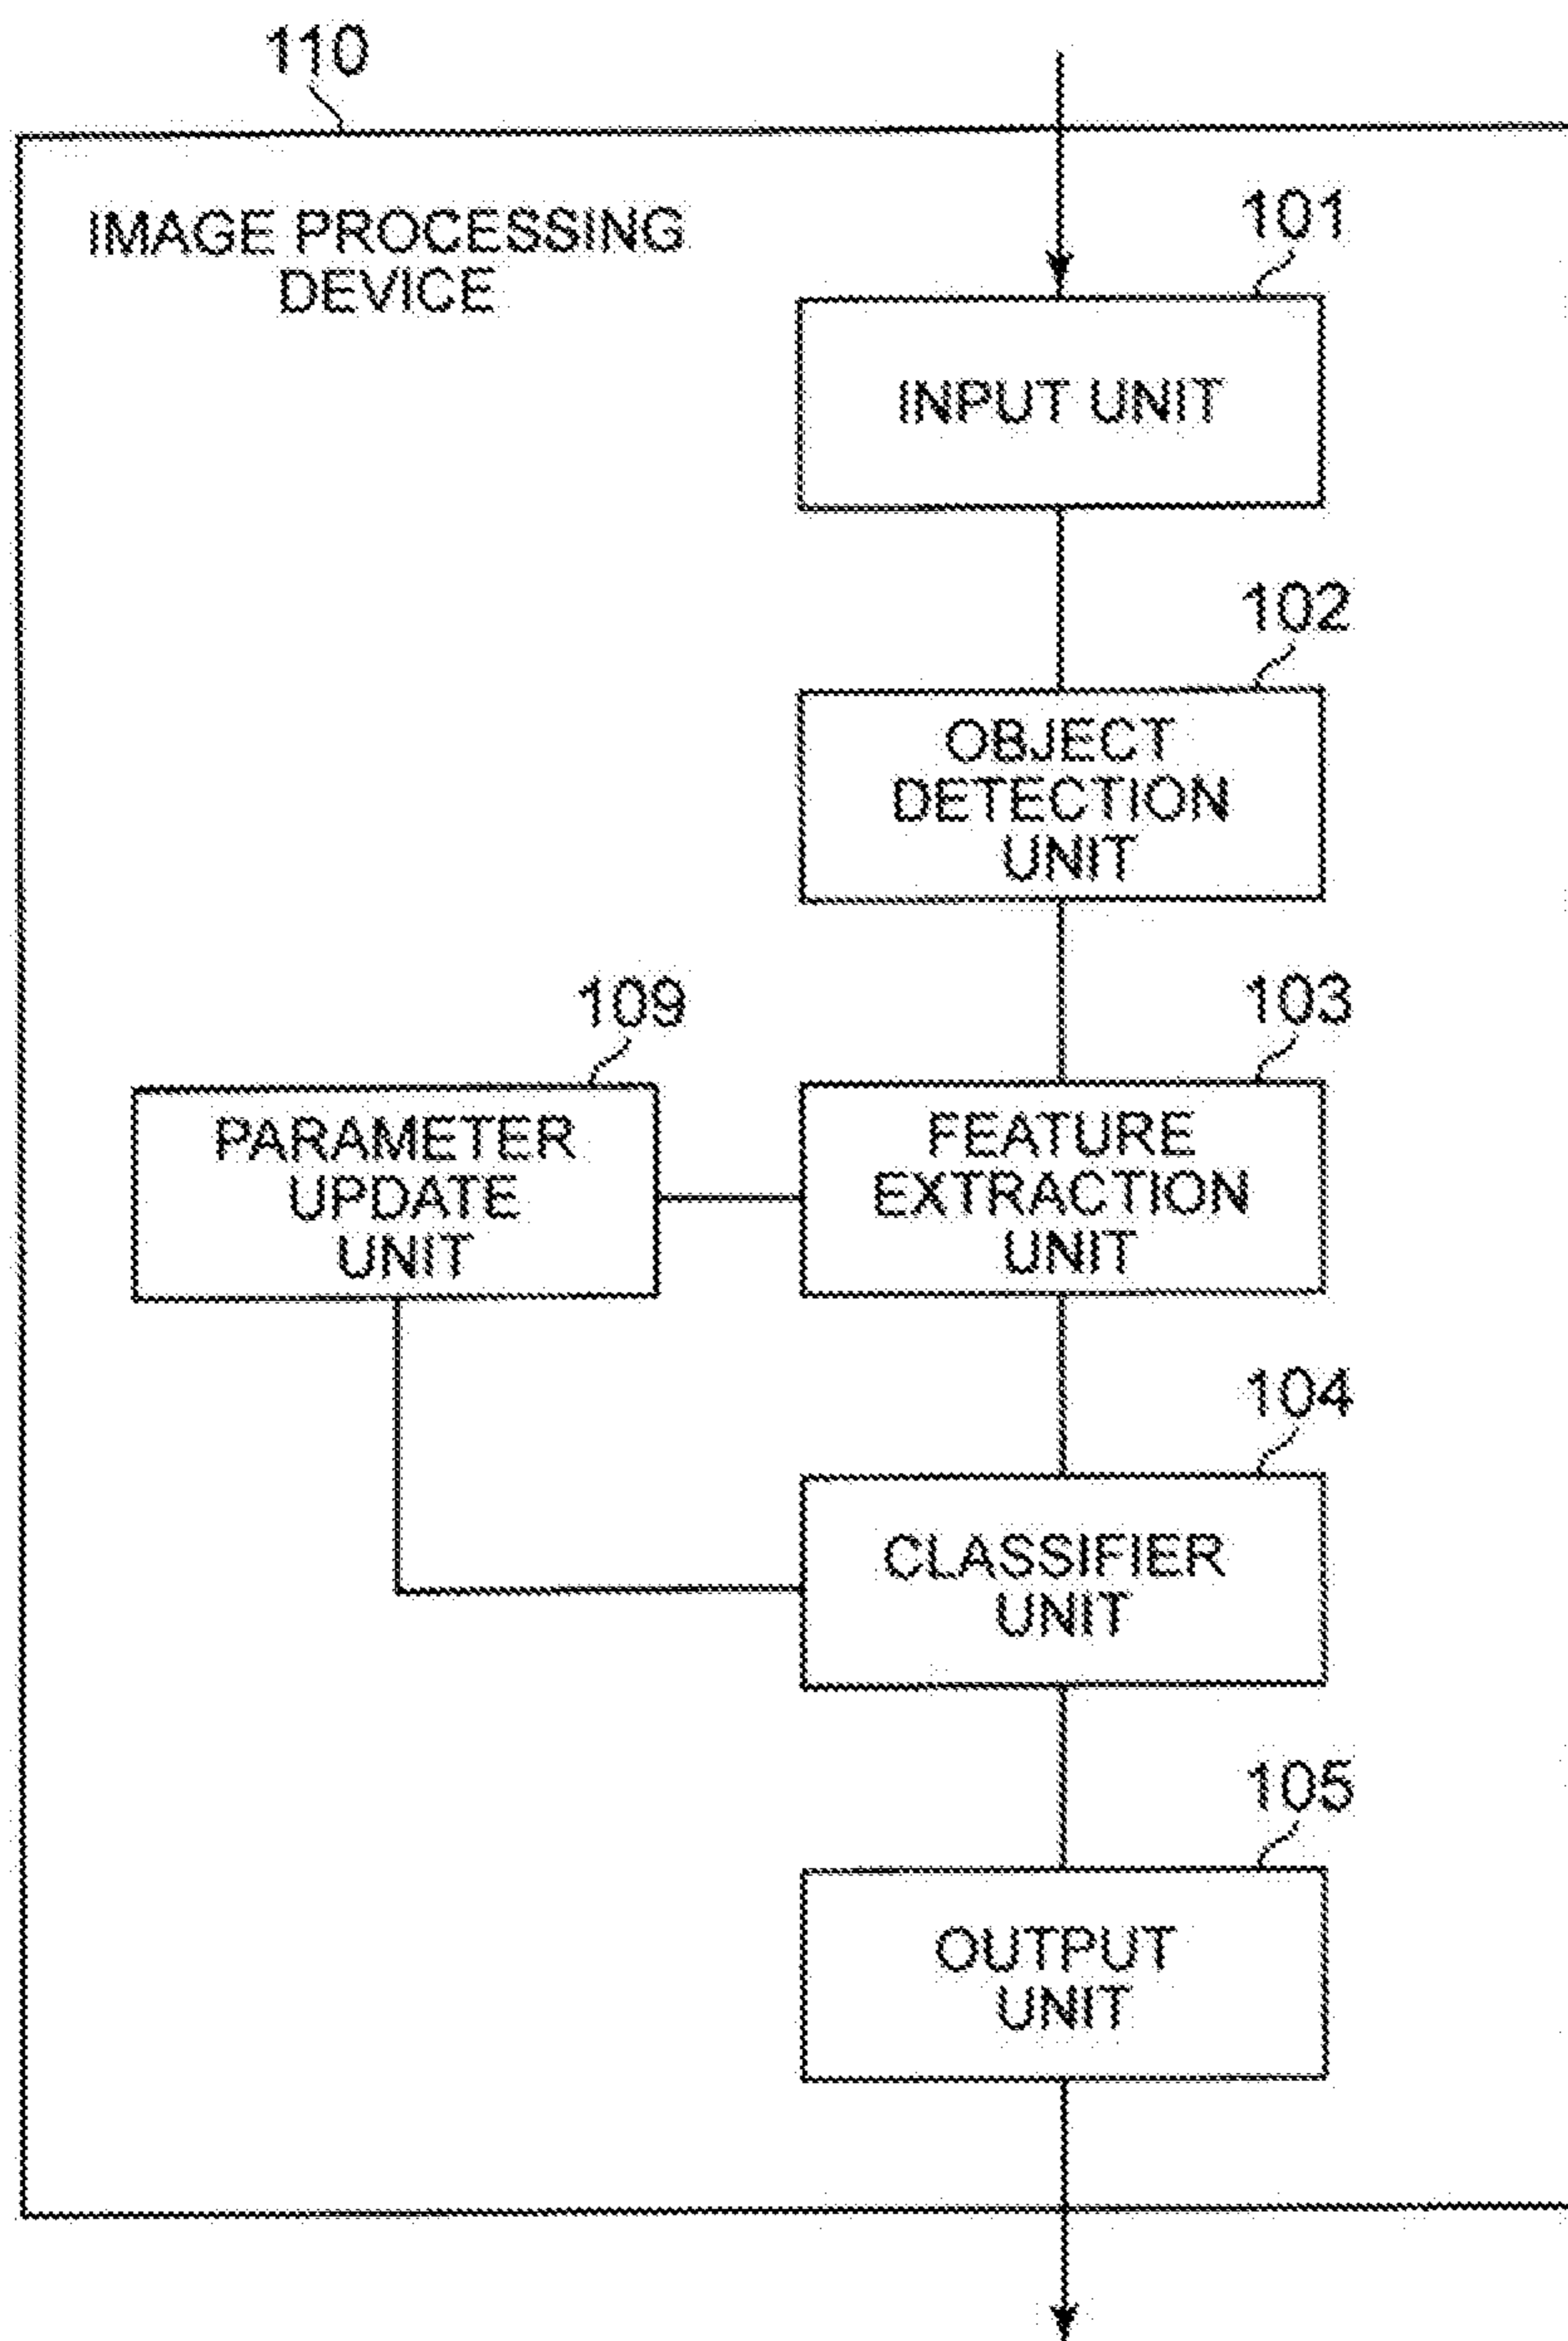 110
IMAGE PROCESSING
DEVICE
101
INPUT UNIT
102
OBJECT
DETECTION
UNIT
109
PARAMETER
UPDATE
UNIT
103
FEATURE
EXTRACTION
UNIT
104
CLASSIFIER
UNIT
105
OUTPUT
UNIT